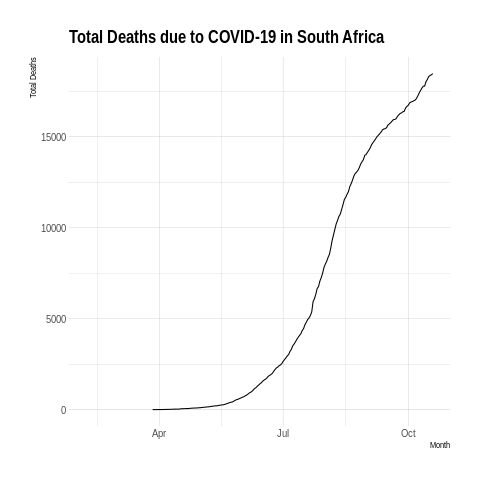 Total Deaths due to COVID-19 in South Africa
Total Deaths
15000
10000
5000
0
Apr Jul Oct
Month